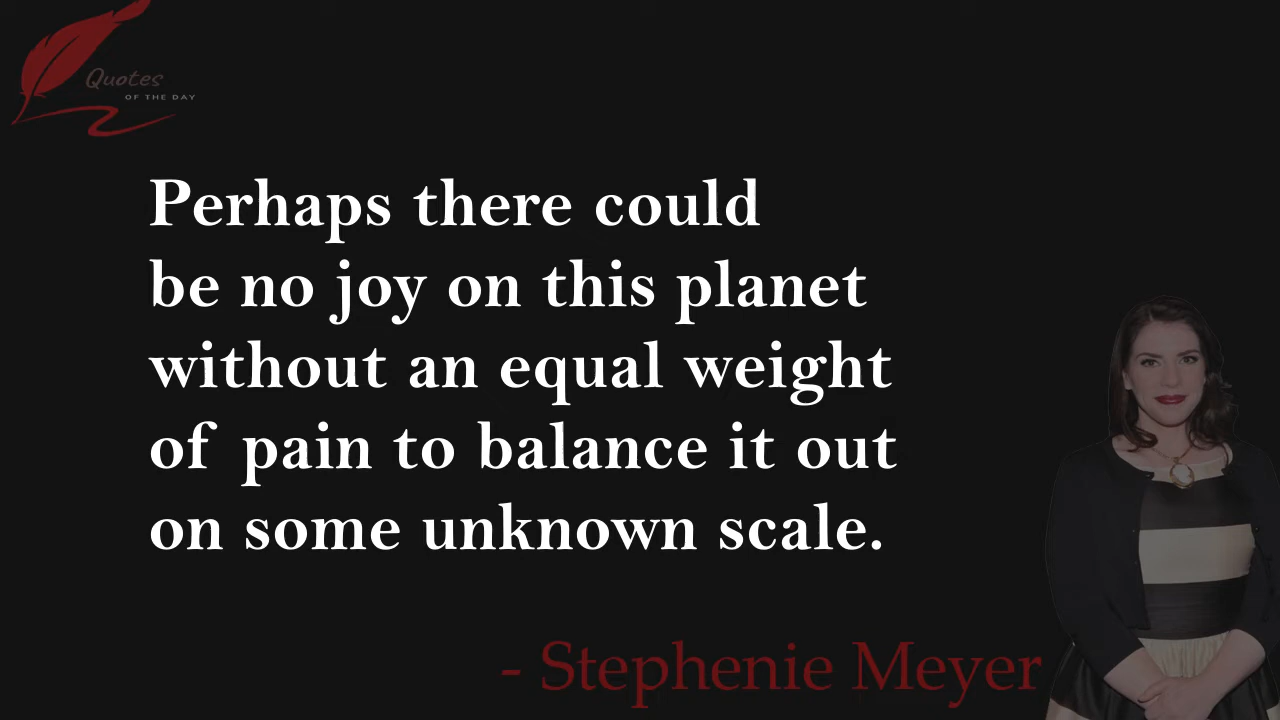 Quotes
OF THE DAY
Perhaps there could
be no joy on this planet
without an equal weight
of pain to balance it out
on some unknown scale.
- Stephenie Meyer